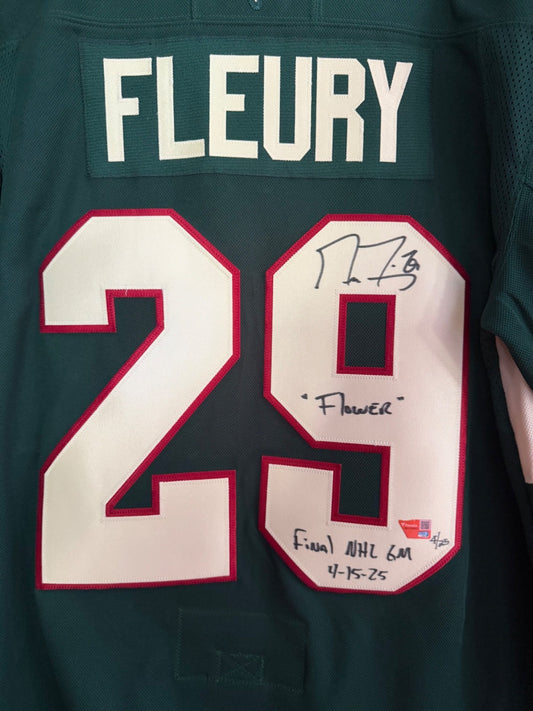 FLEURY
29
"Flower"
Final NHL GM
4-15-25